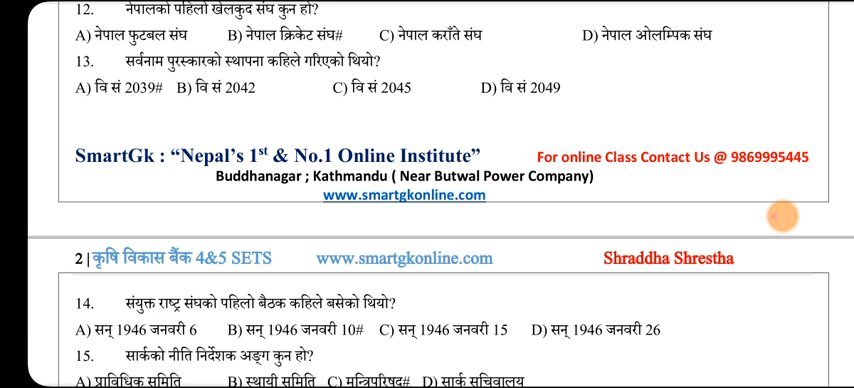 12. नेपालको पहिलो खेलकुद संघ कुन हो?
A) नेपाल फुटबल संघ B) नेपाल क्रिकेट संघ# C) नेपाल कराँते संघ D) नेपाल ओलम्पिक संघ
13. सर्वनाम पुरस्कारको स्थापना कहिले गरिएको थियो?
A) वि सं 2039# B) वि सं 2042 C) वि सं 2045 D) वि सं 2049
SmartGk : “Nepal’s 1st & No.1 Online Institute” For online Class Contact Us @ 9869995445
Buddhanagar ; Kathmandu ( Near Butwal Power Company)
www.smartgkonline.com
2 | कृषि विकास बैंक 4&5 SETS www.smartgkonline.com Shraddha Shrestha
14. संयुक्त राष्ट्र संघको पहिलो बैठक कहिले बसेको थियो?
A) सन् 1946 जनवरी 6 B) सन् 1946 जनवरी 10# C) सन् 1946 जनवरी 15 D) सन् 1946 जनवरी 26
15. सार्कको नीति निर्देशक अङ्ग कुन हो?
A) प्राविधिक समिति B) स्थायी समिति C) मन्त्रिपरिषद# D) सार्क सचिवालय